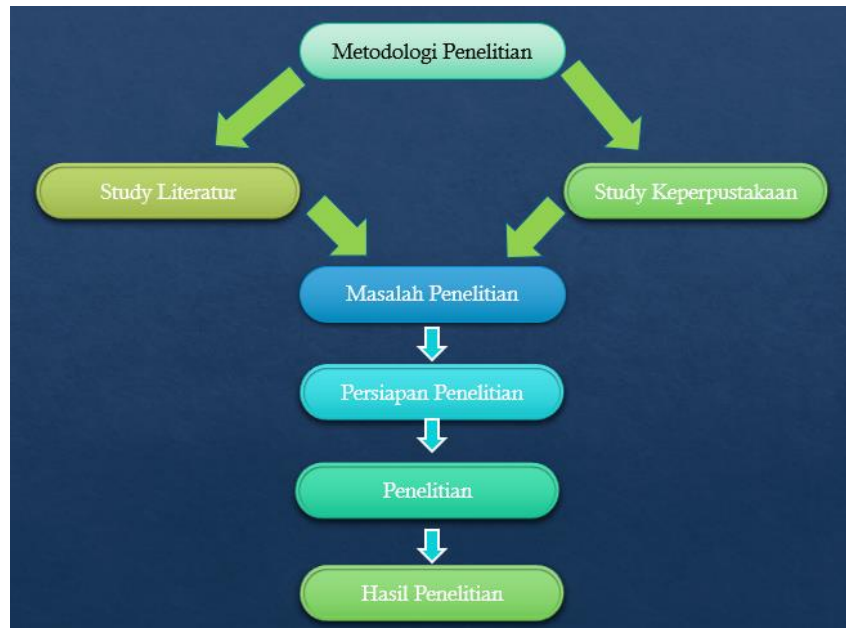 Metodologi Penelitian
Study Literatur
Study Keperpustakaan
Masalah Penelitian
Persiapan Penelitian
Penelitian
Hasil Penelitian